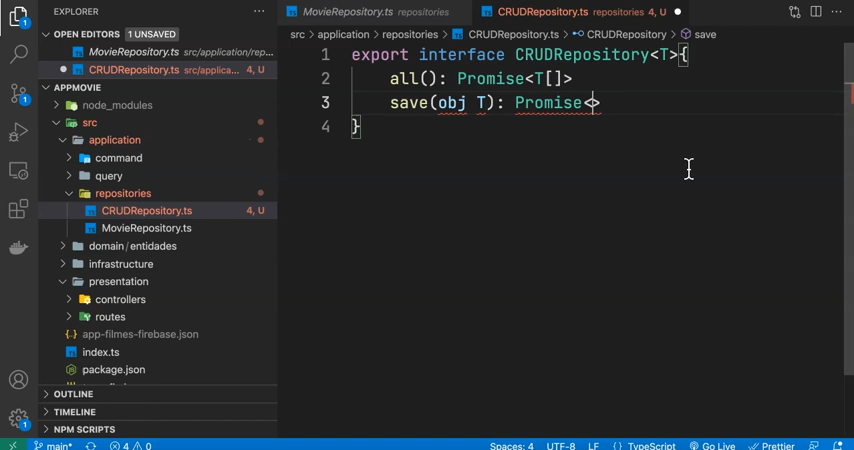 EXPLORER
OPEN EDITORS 1 UNSAVED
MovieRepository.ts src/application/rep...
CRUDRepository.ts src/applica... 4, U
APPMOVIE
node_modules
src
application
command
query
repositories
CRUDRepository.ts 4, U
MovieRepository.ts
domain/entidades
infrastructure
presentation
controllers
routes
app-filmes-firebase.json
index.ts
package.json
OUTLINE
TIMELINE
NPM SCRIPTS
MovieRepository.ts repositories CRUDRepository.ts repositories 4, U
src > application > repositories > CRUDRepository.ts > CRUDRepository > save
1 export interface CRUDRepository<T>{
2 all(): Promise<T[]>
3 save(obj T): Promise<>
4 }
main* 4 0 Spaces: 4 UTF-8 LF {} TypeScript Go Live Prettier
1
1
1